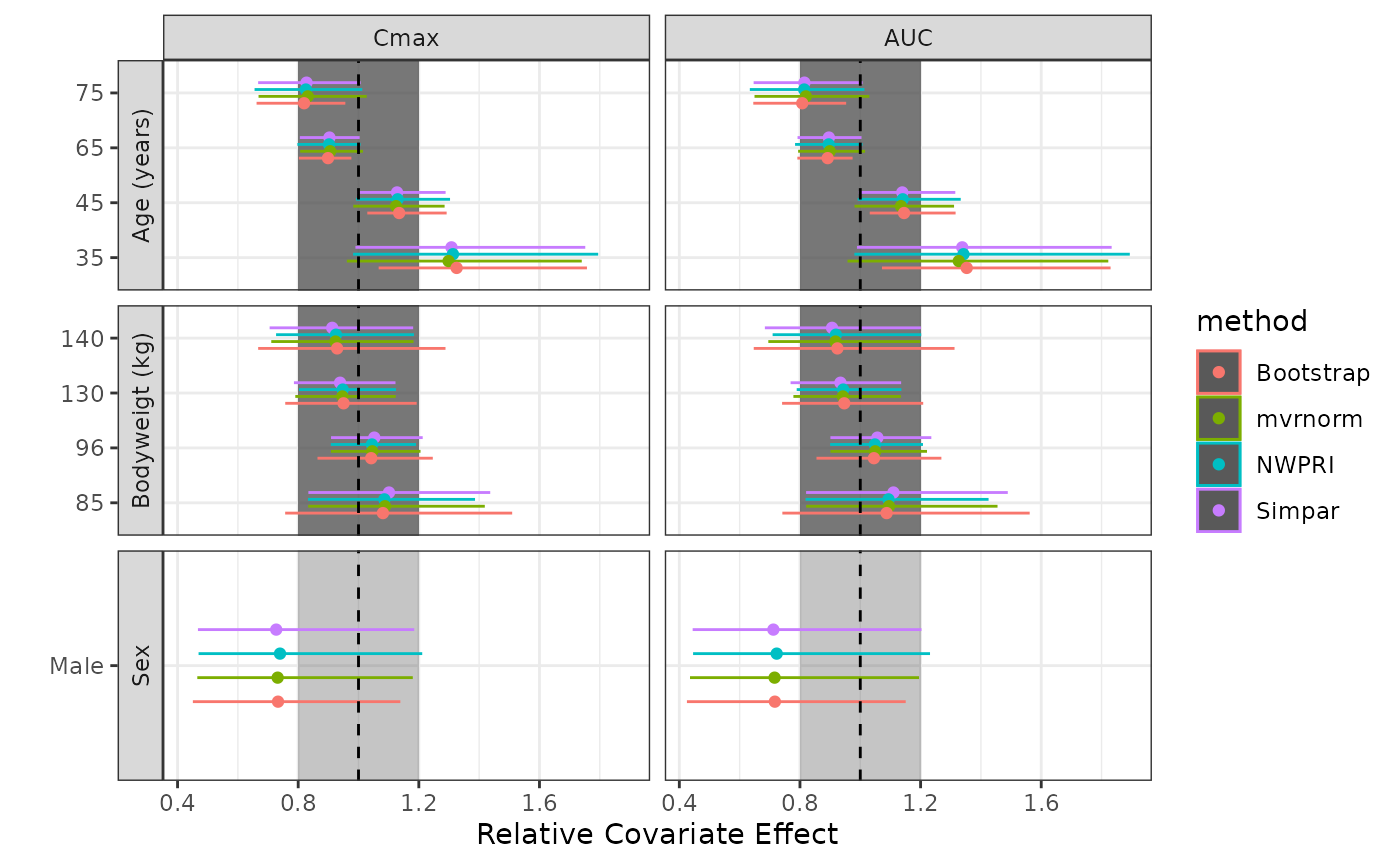 Cmax
AUC
Age (years)
75
65
45
35
Bodyweigt (kg)
140
130
96
85
Sex
Male
0.4 0.8 1.2 1.6
0.4 0.8 1.2 1.6
Relative Covariate Effect
method
Bootstrap
mvrnorm
NWPRI
Simpar